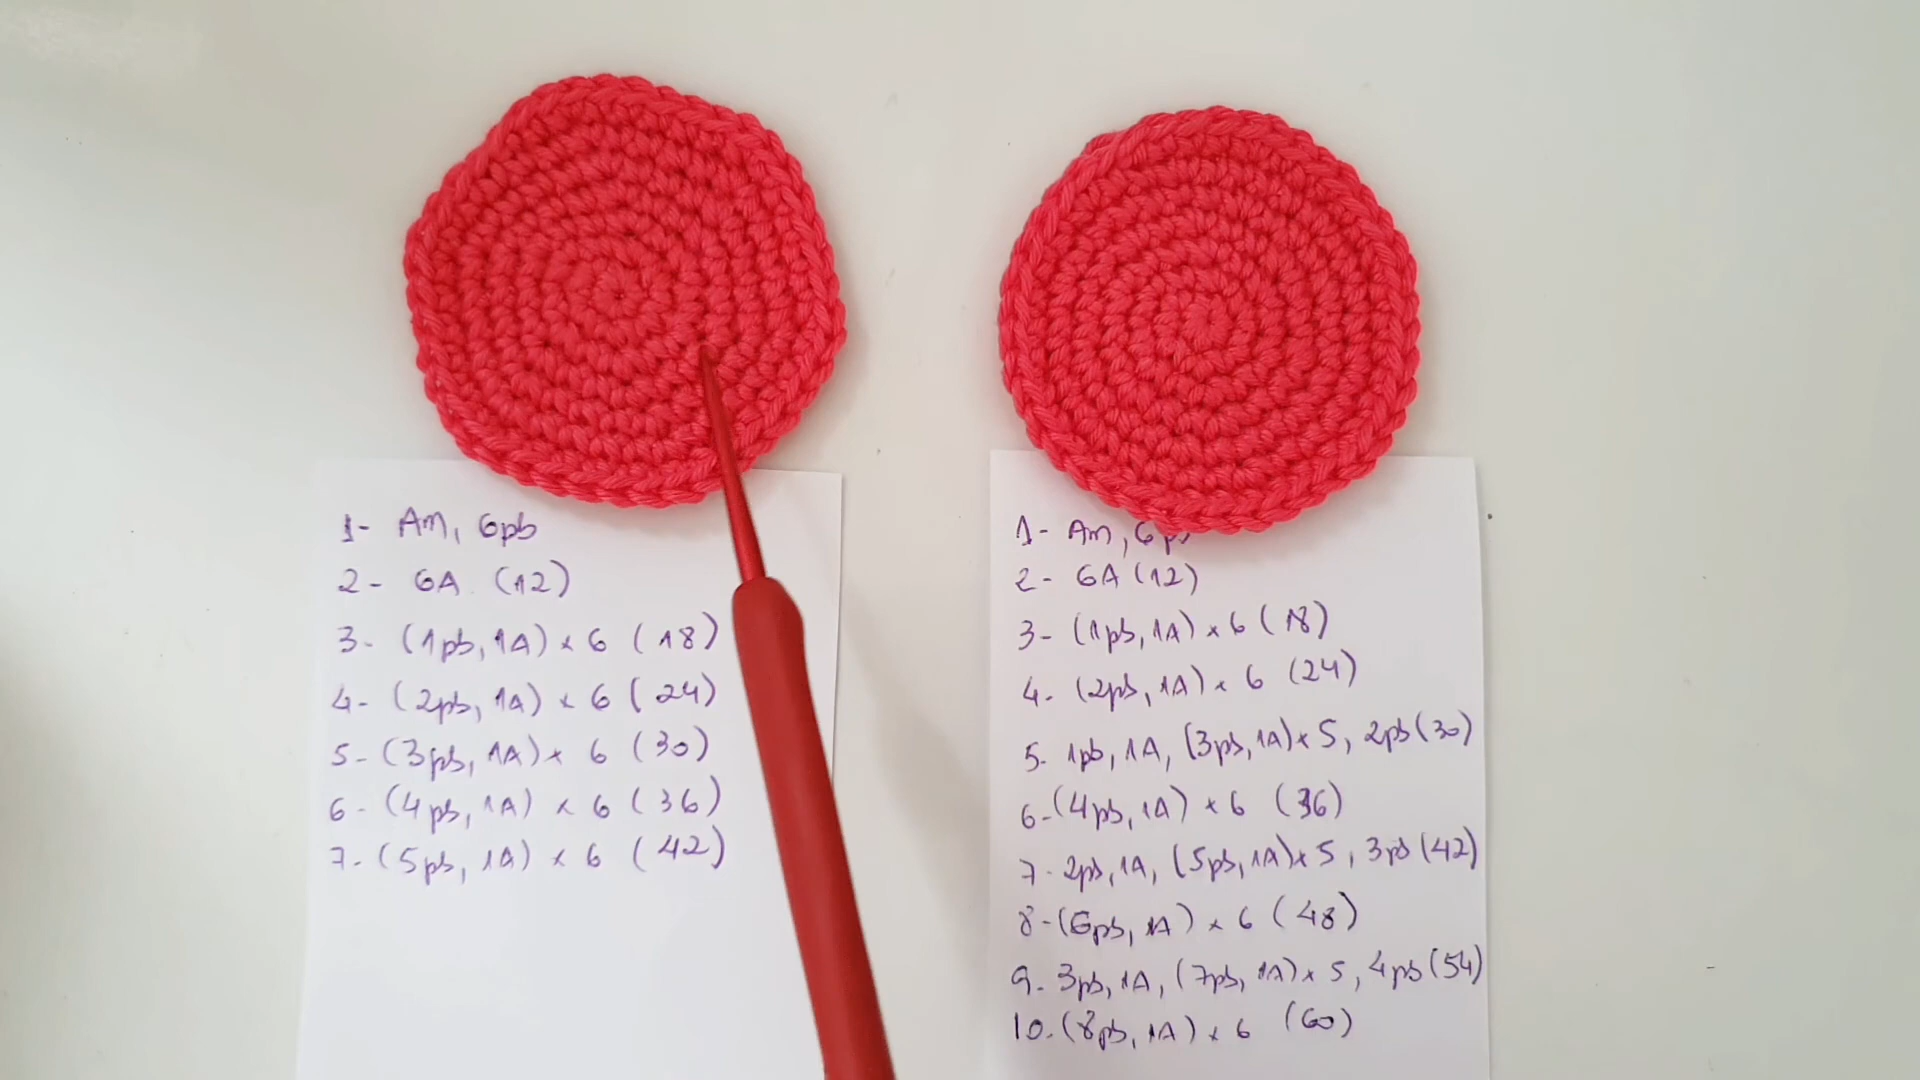 1- Am, 6pb
2- 6A (12)
3- (1pb, 1A) x 6 (18)
4- (2pb, 1A) x 6 (24)
5- (3pb, 1A) x 6 (30)
6- (4pb, 1A) x 6 (36)
7- (5pb, 1A) x 6 (42)
1- Am, 6pb
2- 6A (12)
3- (1pb, 1A) x 6 (18)
4. (2pb, 1A) x 6 (24)
5. 1pb, 1A, (3pb, 1A) x 5, 2pb (30)
6- (4pb, 1A) x 6 (36)
7- 2pb, 1A, (5pb, 1A) x 5, 3pb (42)
8- (6pb, 1A) x 6 (48)
9. 3pb, 1A, (7pb, 1A) x 5, 4pb (54)
10. (8pb, 1A) x 6 (60)